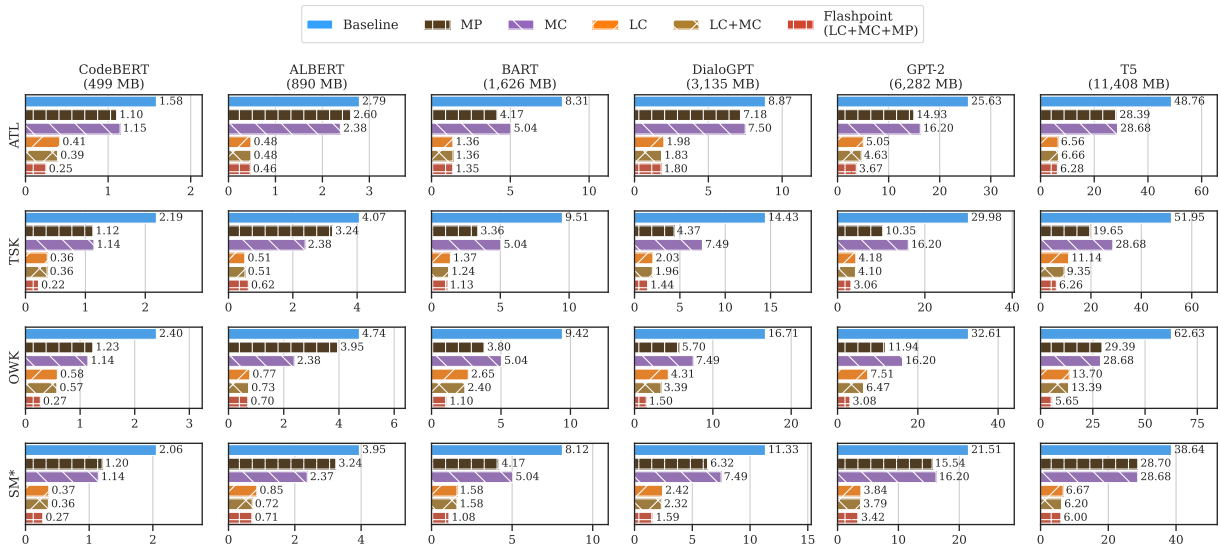 Baseline MP MC LC LC+MC Flashpoint
(LC+MC+MP)
CodeBERT ALBERT BART DialoGPT GPT-2 T5
(499 MB) (890 MB) (1,626 MB) (3,135 MB) (6,282 MB) (11,408 MB)
ATL
1.58 2.79 8.31 8.87 25.63 48.76
1.10 2.60 4.17 7.18 14.93 28.39
1.15 2.38 5.04 7.50 16.20 28.68
0.41 0.48 1.36 1.98 5.05 6.56
0.39 0.48 1.36 1.83 4.63 6.66
0.25 0.46 1.35 1.80 3.67 6.28
0 1 2 0 1 2 3 0 5 10 0 5 10 0 10 20 30 0 20 40 60
TSK
2.19 4.07 9.51 14.43 29.98 51.95
1.12 3.24 3.36 4.37 10.35 19.65
1.14 2.38 5.04 7.49 16.20 28.68
0.36 0.51 1.37 2.03 4.18 11.14
0.36 0.51 1.24 1.96 4.10 9.35
0.22 0.62 1.13 1.44 3.06 6.26
0 1 2 0 2 4 0 5 10 0 5 10 15 0 20 40 0 20 40 60
OWK
2.40 4.74 9.42 16.71 32.61 62.63
1.23 3.95 3.80 5.70 11.94 29.39
1.14 2.38 5.04 7.49 16.20 28.68
0.58 0.77 2.65 4.31 7.51 13.70
0.57 0.73 2.40 3.39 6.47 13.39
0.27 0.70 1.10 1.50 3.08 5.65
0 1 2 3 0 2 4 6 0 5 10 0 10 20 0 20 40 0 25 50 75
SM*
2.06 3.95 8.12 11.33 21.51 38.64
1.20 3.24 4.17 6.32 15.54 28.70
1.14 2.37 5.04 7.49 16.20 28.68
0.37 0.85 1.58 2.42 3.84 6.67
0.36 0.72 1.58 2.32 3.79 6.20
0.27 0.71 1.08 1.59 3.42 6.00
0 1 2 0 2 4 0 5 10 0 5 10 15 0 10 20 0 20 40